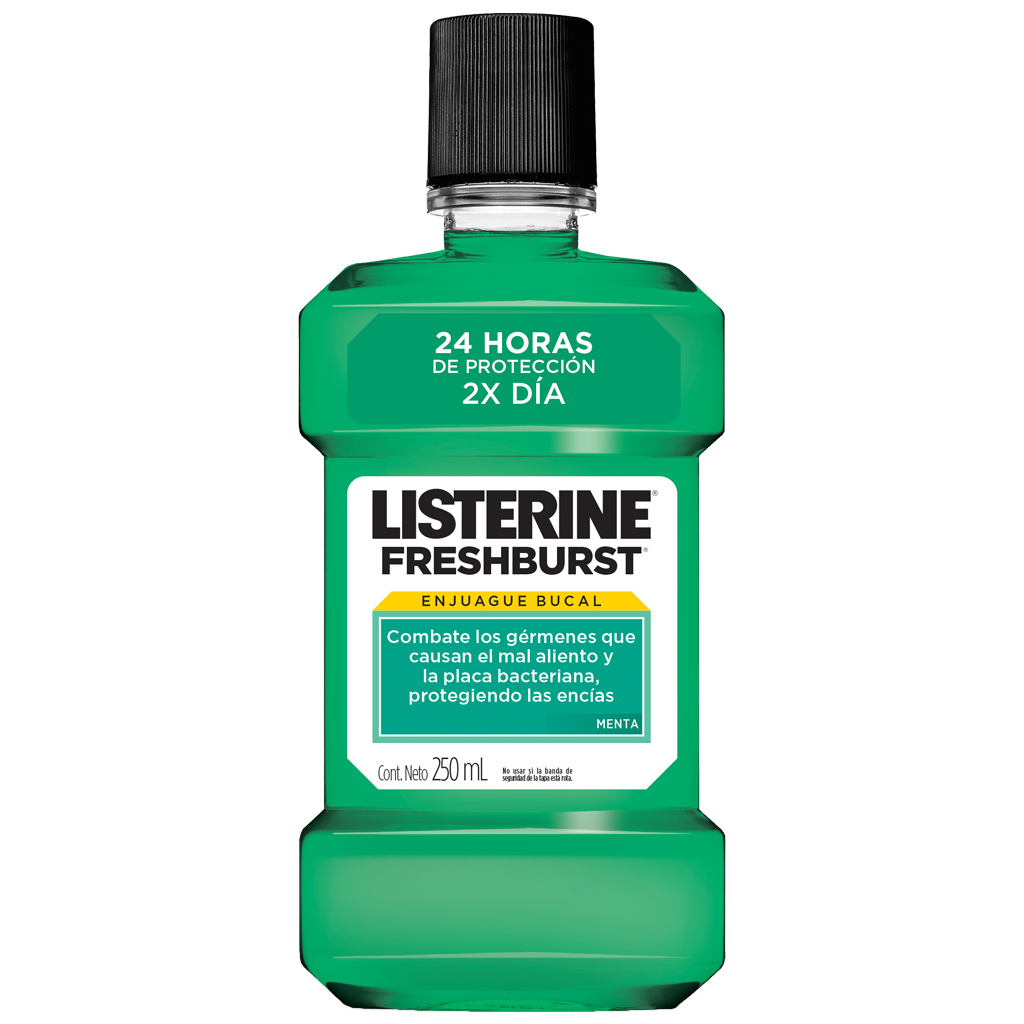 24 HORAS
DE PROTECCIÓN
2X DÍA
LISTERINE®
FRESHBURST®
ENJUAGUE BUCAL
Combate los gérmenes que
causan el mal aliento y
la placa bacteriana,
protegiendo las encías
MENTA
Cont. Neto 250 mL
No usar si la banda de
seguridad de la tapa está rota.